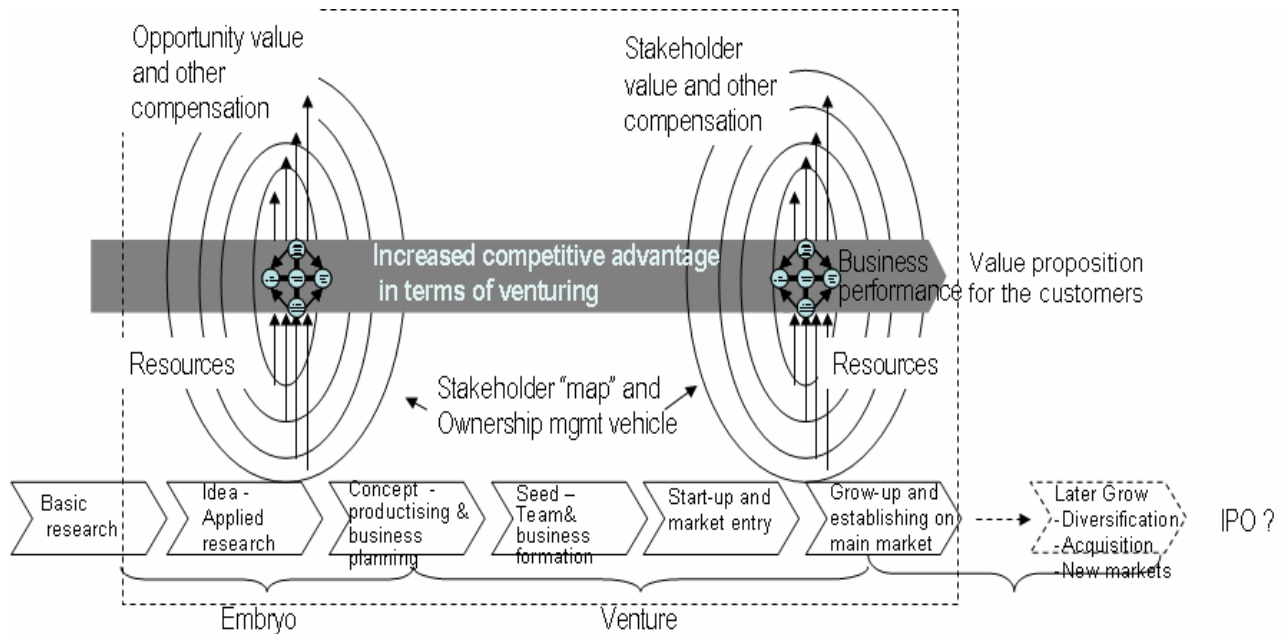 Opportunity value
and other
compensation
Stakeholder
value and other
compensation
Increased competitive advantage
in terms of venturing
Business
performance
Value proposition
for the customers
Resources
Resources
Stakeholder “map” and
Ownership mgmt vehicle
Basic
research
Idea -
Applied
research
Concept -
productising &
business
planning
Seed –
Team&
business
formation
Start-up and
market entry
Grow-up and
establishing on
main market
Later Grow
-Diversification
-Acquisition
-New markets
IPO ?
Embryo
Venture